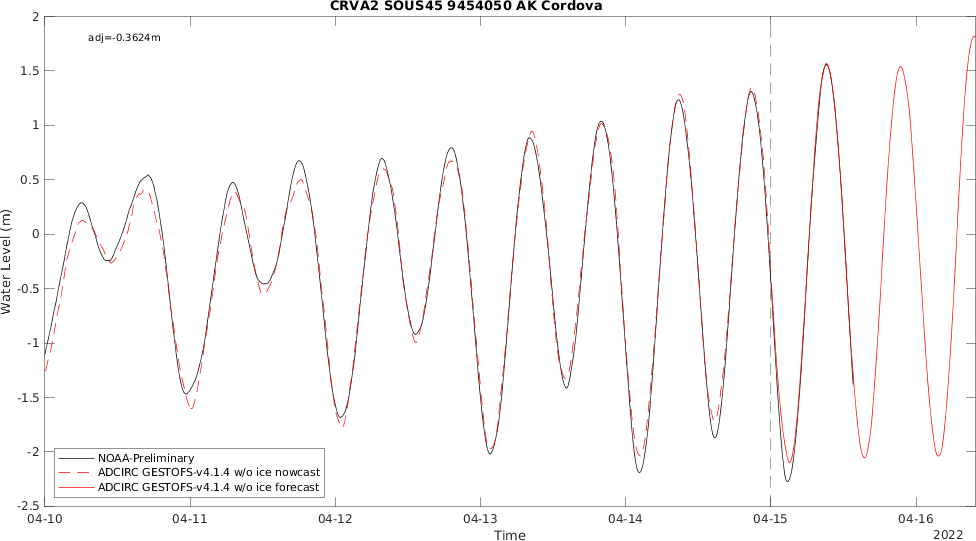 CRVA2 SOUS45 9454050 AK Cordova
adj=-0.3624m
2
1.5
1
0.5
0
-0.5
-1
-1.5
-2
-2.5
Water Level (m)
NOAA-Preliminary
ADCIRC GESTOFS-v4.1.4 w/o ice nowcast
ADCIRC GESTOFS-v4.1.4 w/o ice forecast
04-10 04-11 04-12 04-13 04-14 04-15 04-16
Time
2022